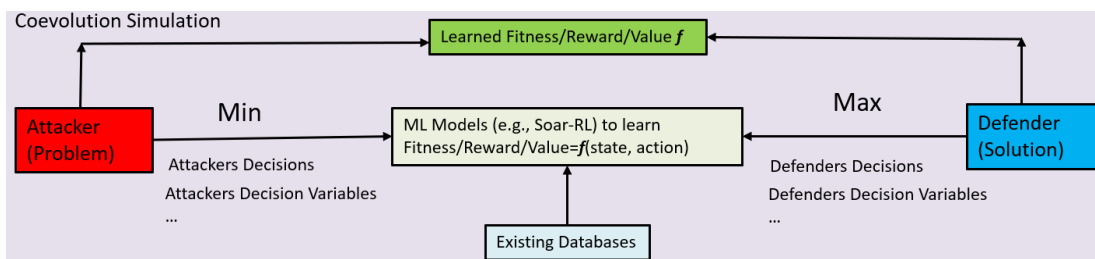 Coevolution Simulation
Learned Fitness/Reward/Value f
Min
Max
Attacker
(Problem)
ML Models (e.g., Soar-RL) to learn
Fitness/Reward/Value=f(state, action)
Defender
(Solution)
Attackers Decisions
Attackers Decision Variables
...
Defenders Decisions
Defenders Decision Variables
...
Existing Databases